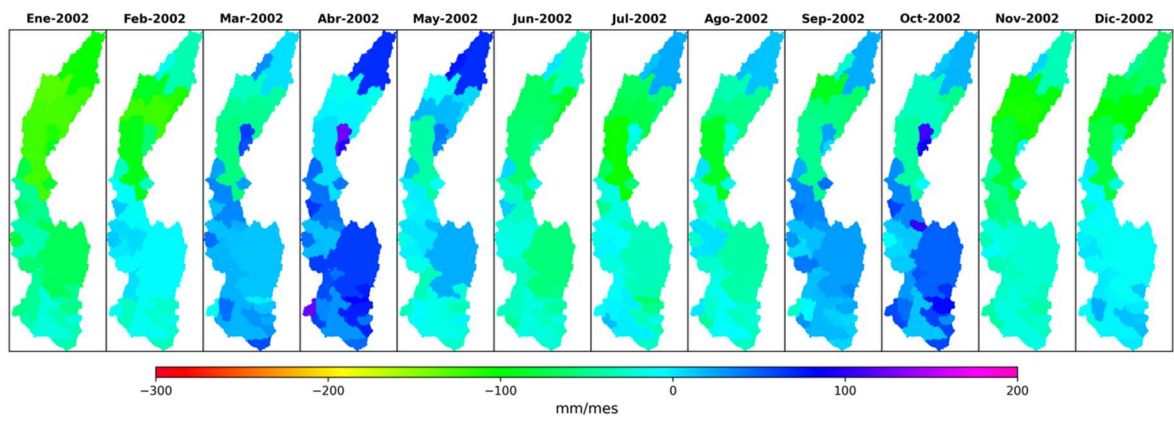 Ene-2002 Feb-2002 Mar-2002 Abr-2002 May-2002 Jun-2002 Jul-2002 Ago-2002 Sep-2002 Oct-2002 Nov-2002 Dic-2002
−300 −200 −100 0 100 200
mm/mes